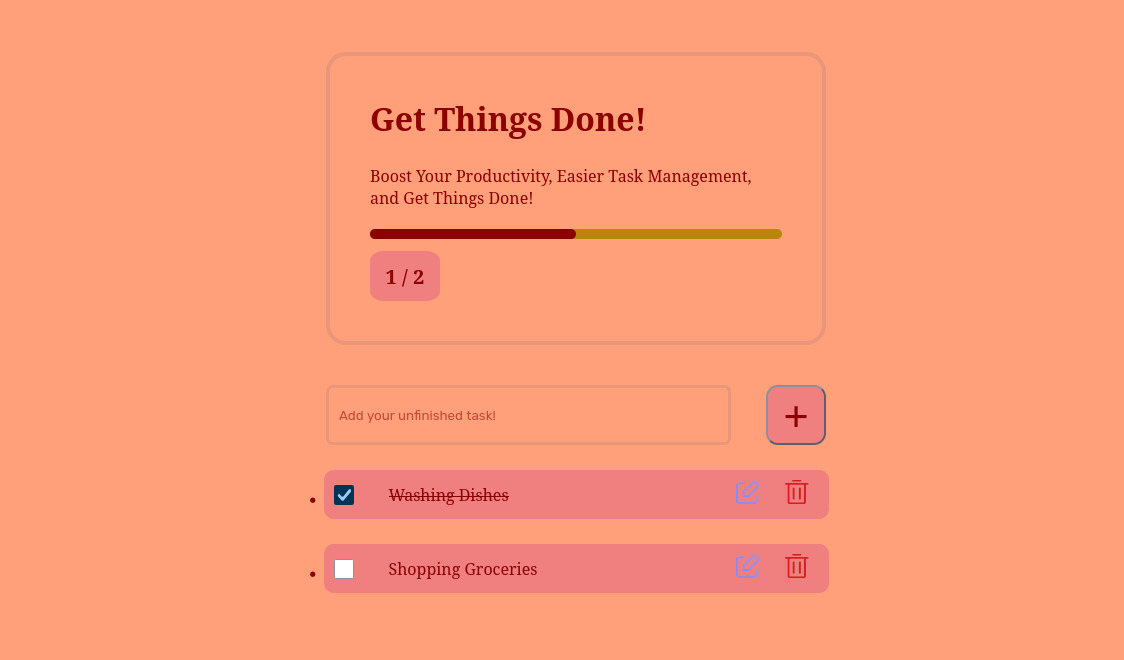 Get Things Done!
Boost Your Productivity, Easier Task Management,
and Get Things Done!
1 / 2
Add your unfinished task!
+
Washing Dishes
Shopping Groceries